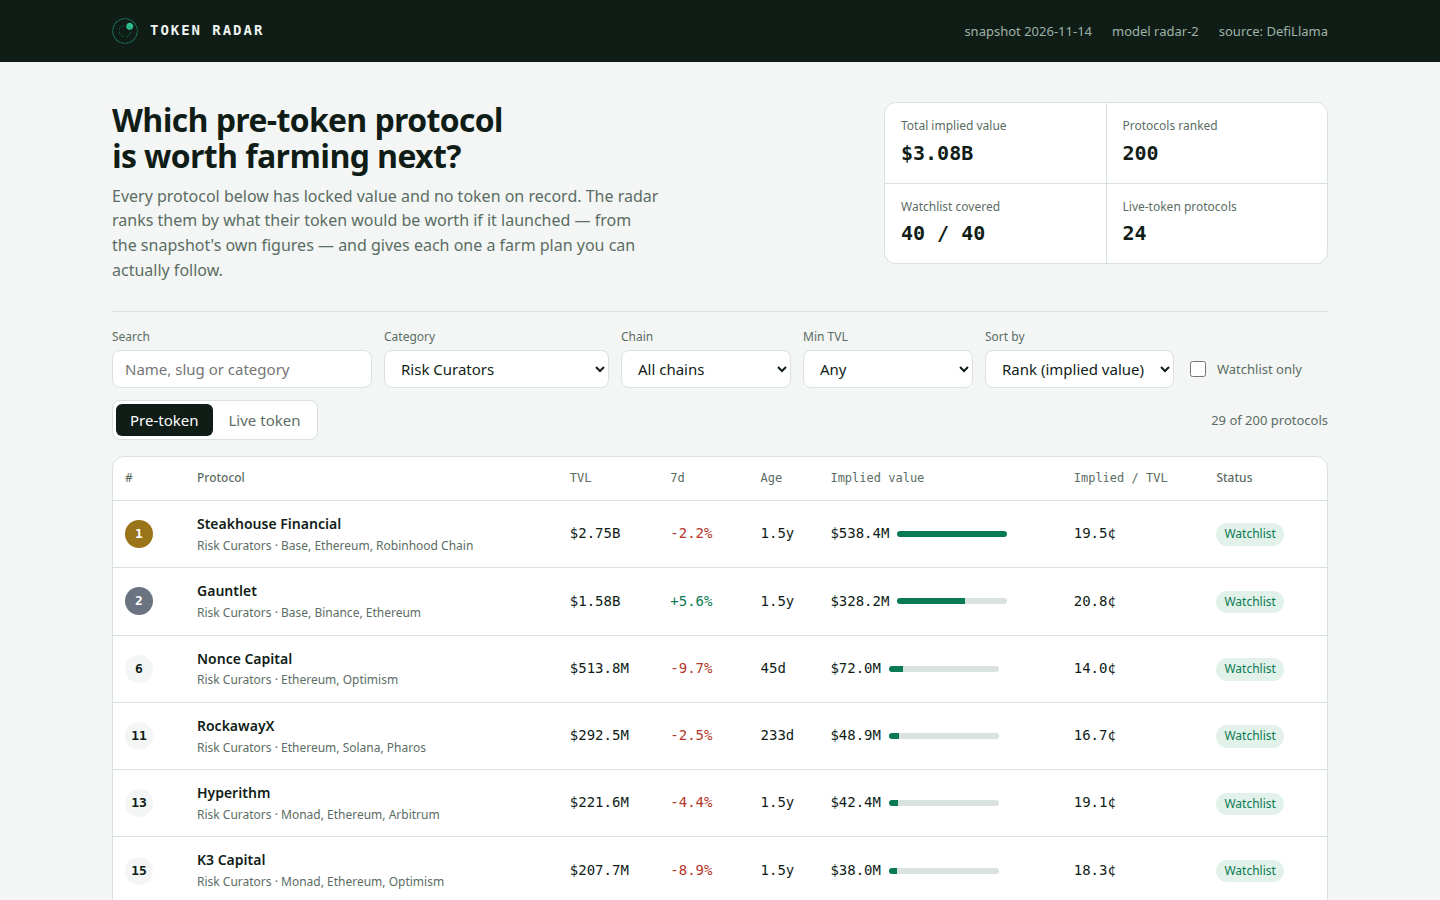 TOKEN RADAR
snapshot 2026-11-14 model radar-2 source: DefiLlama
Which pre-token protocol
is worth farming next?
Every protocol below has locked value and no token on record. The radar
ranks them by what their token would be worth if it launched — from
the snapshot's own figures — and gives each one a farm plan you can
actually follow.
Total implied value
$3.08B
Protocols ranked
200
Watchlist covered
40 / 40
Live-token protocols
24
Search
Name, slug or category
Category
Risk Curators
Chain
All chains
Min TVL
Any
Sort by
Rank (implied value)
Watchlist only
Pre-token Live token
29 of 200 protocols
# Protocol TVL 7d Age Implied value Implied / TVL Status
1 Steakhouse Financial $2.75B -2.2% 1.5y $538.4M 19.5¢ Watchlist
Risk Curators · Base, Ethereum, Robinhood Chain
2 Gauntlet $1.58B +5.6% 1.5y $328.2M 20.8¢ Watchlist
Risk Curators · Base, Binance, Ethereum
6 Nonce Capital $513.8M -9.7% 45d $72.0M 14.0¢ Watchlist
Risk Curators · Ethereum, Optimism
11 RockawayX $292.5M -2.5% 233d $48.9M 16.7¢ Watchlist
Risk Curators · Ethereum, Solana, Pharos
13 Hyperithm $221.6M -4.4% 1.5y $42.4M 19.1¢ Watchlist
Risk Curators · Monad, Ethereum, Arbitrum
15 K3 Capital $207.7M -8.9% 1.5y $38.0M 18.3¢ Watchlist
Risk Curators · Monad, Ethereum, Optimism